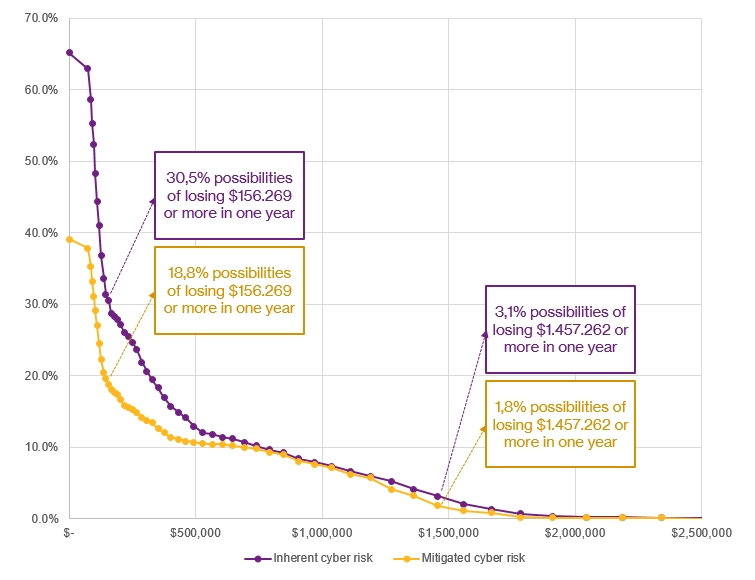 70.0%
60.0%
50.0%
40.0%
30.0%
20.0%
10.0%
0.0%
30,5% possibilities
of losing $156.269
or more in one year
18,8% possibilities
of losing $156.269
or more in one year
3,1% possibilities of
losing $1.457.262 or
more in one year
1,8% possibilities of
losing $1.457.262 or
more in one year
$- $500,000 $1,000,000 $1,500,000 $2,000,000 $2,500,000
Inherent cyber risk Mitigated cyber risk